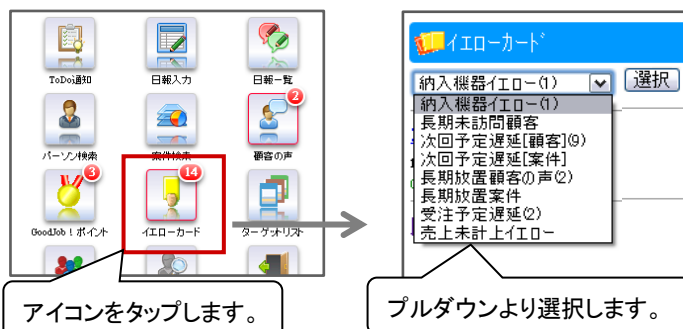 ToDo通知
日報入力
日報一覧
2
パーソン検索
案件検索
顧客の声
3
14
GoodJob！ポイント
イエローカード
ターゲットリスト
アイコンをタップします。
イエローカード
納入機器イエロー(1)
選択
納入機器イエロー(1)
長期未訪問顧客
次回予定遅延[顧客](9)
次回予定遅延[案件]
長期放置顧客の声(2)
長期放置案件
受注予定遅延(2)
売上未計上イエロー
プルダウンより選択します。